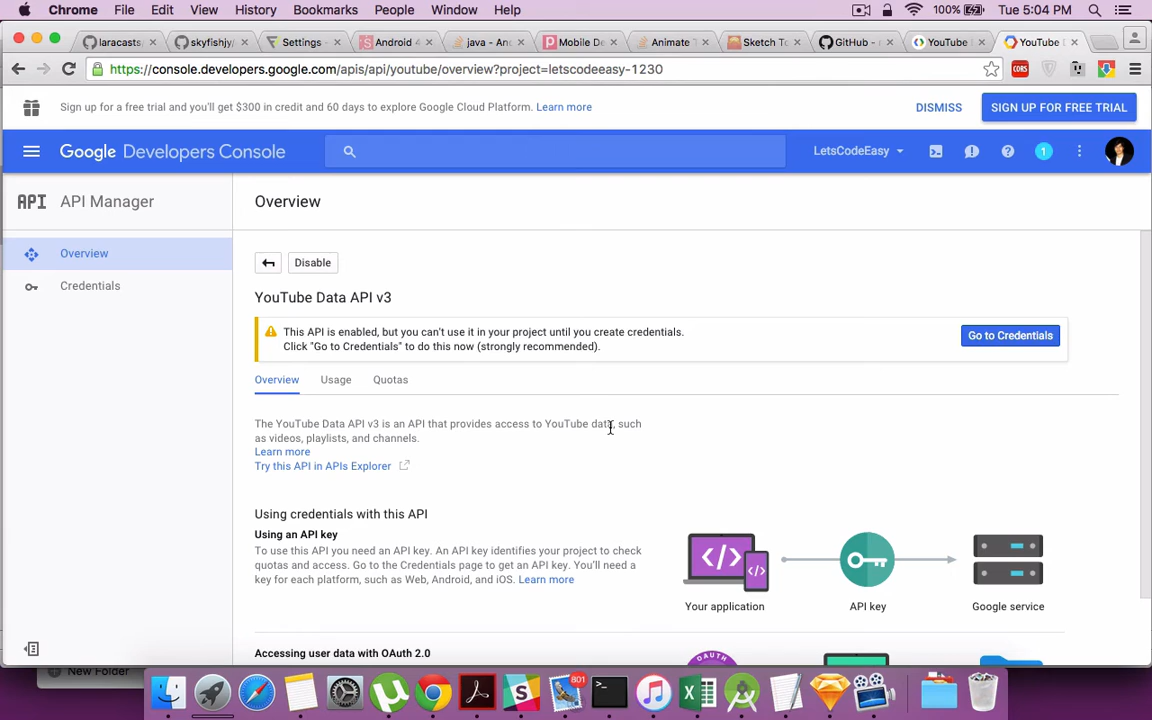 Chrome File Edit View History Bookmarks People Window Help 100% Tue 5:04 PM
laracasts/ skyfishjy/ Settings - Android 4 java - An Mobile De Animate T Sketch To GitHub - YouTube YouTube
https://console.developers.google.com/apis/api/youtube/overview?project=letscodeeasy-1230 CORS
Sign up for a free trial and you'll get $300 in credit and 60 days to explore Google Cloud Platform. Learn more DISMISS SIGN UP FOR FREE TRIAL
Google Developers Console LetsCodeEasy 1
API API Manager Overview
Overview
Credentials
Disable
YouTube Data API v3
This API is enabled, but you can't use it in your project until you create credentials.
Click "Go to Credentials" to do this now (strongly recommended).
Go to Credentials
Overview Usage Quotas
The YouTube Data API v3 is an API that provides access to YouTube data, such
as videos, playlists, and channels.
Learn more
Try this API in APIs Explorer
Using credentials with this API
Using an API key
To use this API you need an API key. An API key identifies your project to check
quotas and access. Go to the Credentials page to get an API key. You'll need a
key for each platform, such as Web, Android, and iOS. Learn more
Your application API key Google service
Accessing user data with OAuth 2.0
OAUTH
New Folder
801